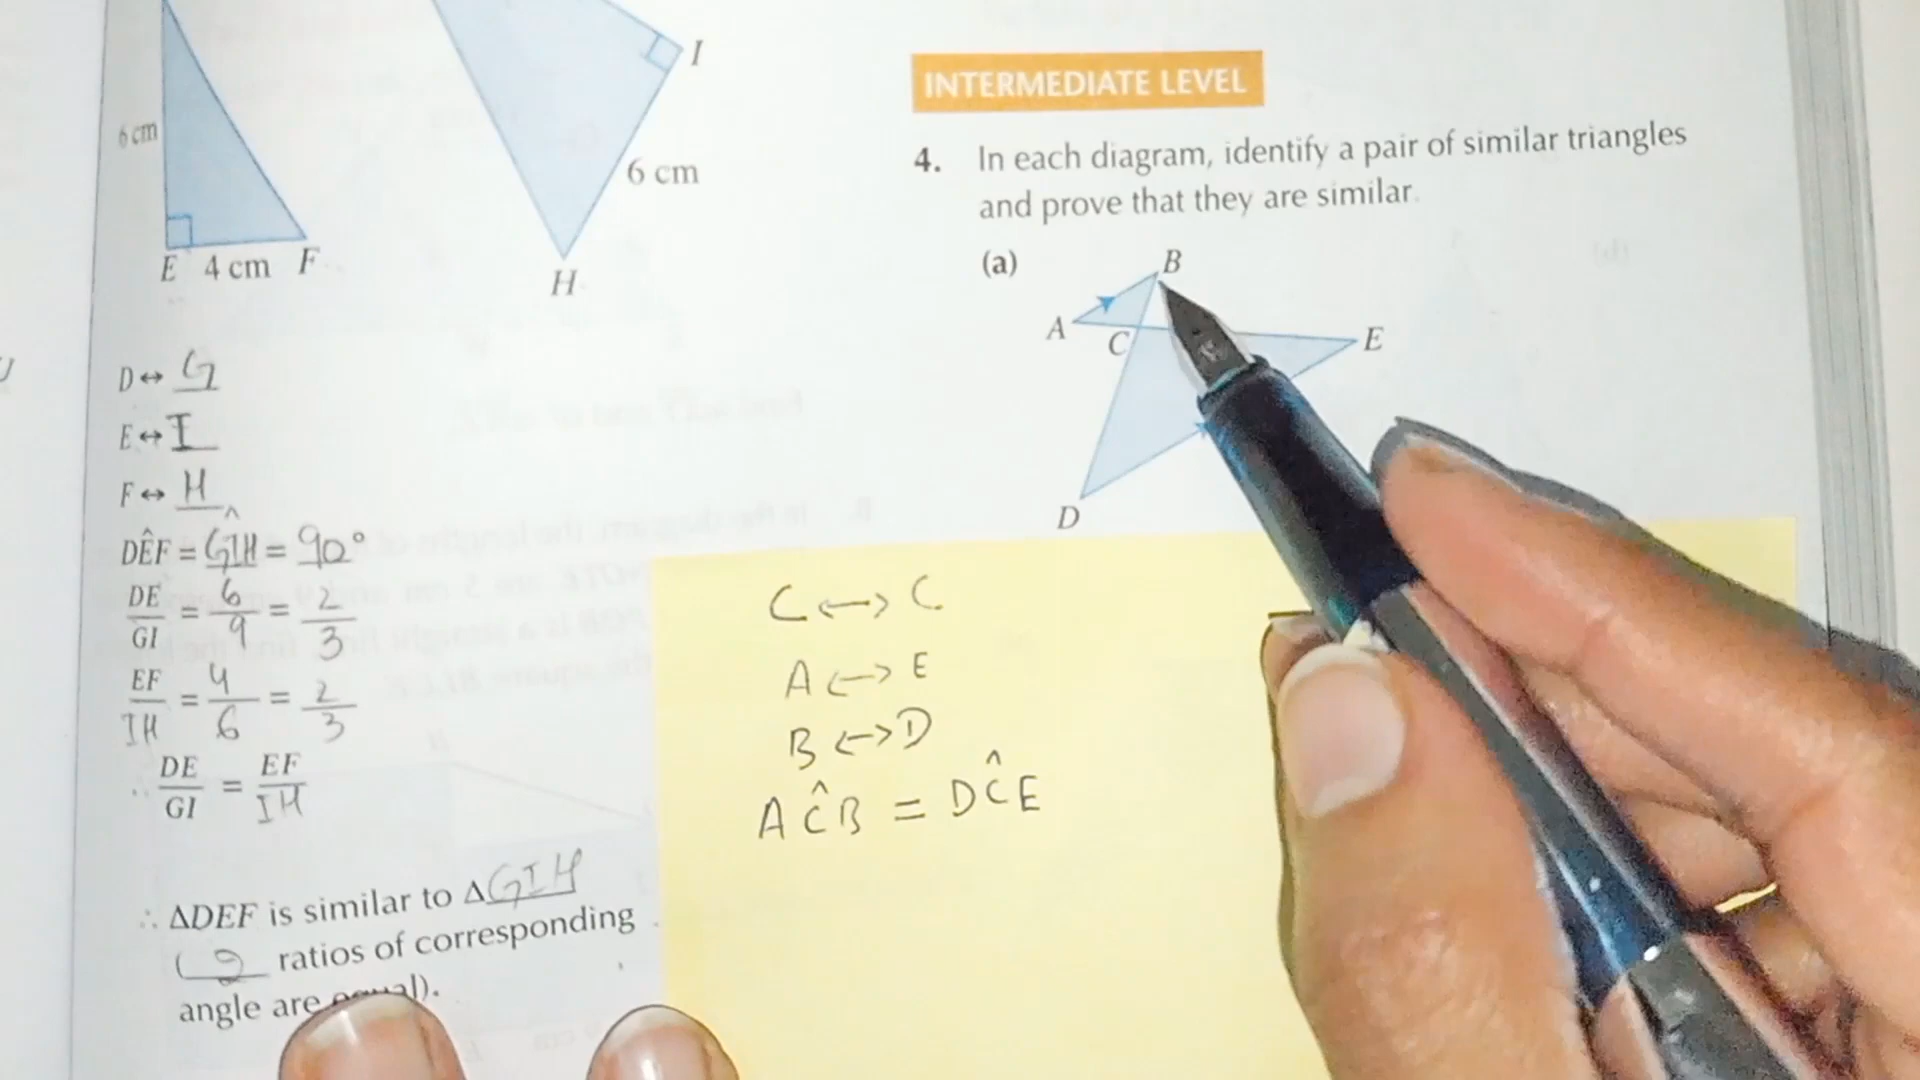 6 cm
E 4 cm F
I
6 cm
H
D ↔ G
E ↔ I
F ↔ H
DÊF = GÎH = 90°
DE/GI = 6/9 = 2/3
EF/IH = 4/6 = 2/3
∴ DE/GI = EF/IH
∴ ΔDEF is similar to ΔGIH
(2 ratios of corresponding
angle are equal).
INTERMEDIATE LEVEL
4. In each diagram, identify a pair of similar triangles
and prove that they are similar.
(a)
B
A
C
E
D
C ↔ C
A ↔ E
B ↔ D
AĈB = DĈE